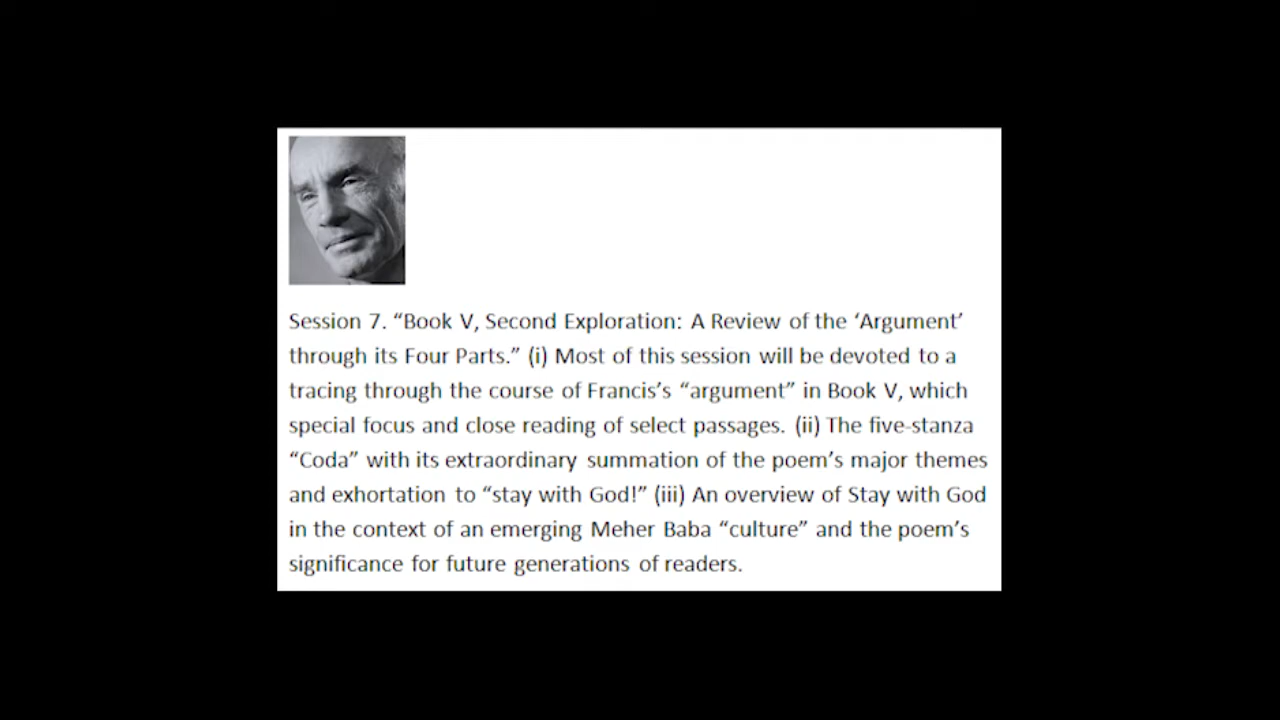 Session 7. “Book V, Second Exploration: A Review of the ‘Argument’
through its Four Parts.” (i) Most of this session will be devoted to a
tracing through the course of Francis’s “argument” in Book V, which
special focus and close reading of select passages. (ii) The five-stanza
“Coda” with its extraordinary summation of the poem’s major themes
and exhortation to “stay with God!” (iii) An overview of Stay with God
in the context of an emerging Meher Baba “culture” and the poem’s
significance for future generations of readers.